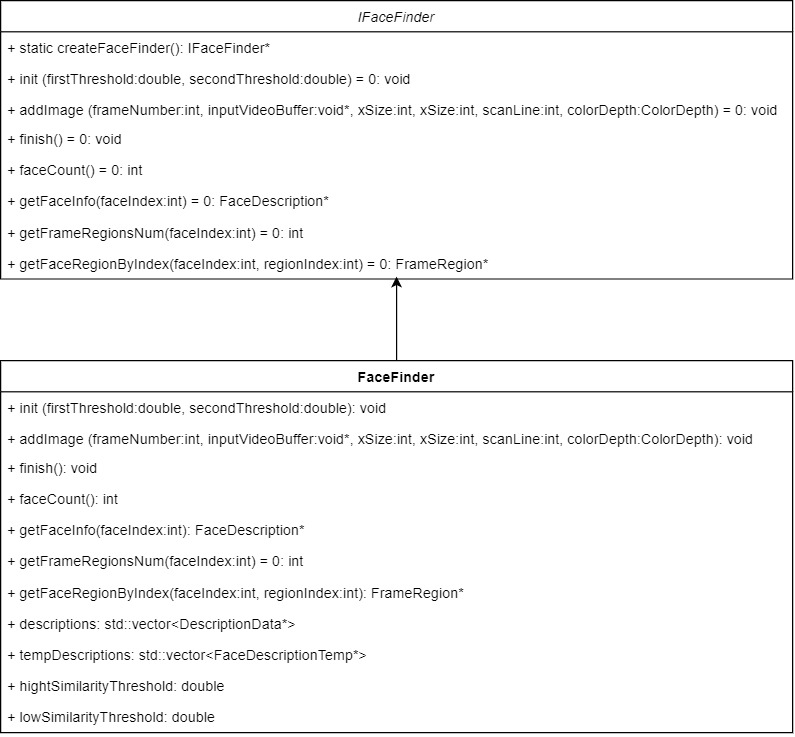 IFaceFinder
+ static createFaceFinder(): IFaceFinder*
+ init (firstThreshold:double, secondThreshold:double) = 0: void
+ addImage (frameNumber:int, inputVideoBuffer:void*, xSize:int, xSize:int, scanLine:int, colorDepth:ColorDepth) = 0: void
+ finish() = 0: void
+ faceCount() = 0: int
+ getFaceInfo(faceIndex:int) = 0: FaceDescription*
+ getFrameRegionsNum(faceIndex:int) = 0: int
+ getFaceRegionByIndex(faceIndex:int, regionIndex:int) = 0: FrameRegion*
FaceFinder
+ init (firstThreshold:double, secondThreshold:double): void
+ addImage (frameNumber:int, inputVideoBuffer:void*, xSize:int, xSize:int, scanLine:int, colorDepth:ColorDepth): void
+ finish(): void
+ faceCount(): int
+ getFaceInfo(faceIndex:int): FaceDescription*
+ getFrameRegionsNum(faceIndex:int) = 0: int
+ getFaceRegionByIndex(faceIndex:int, regionIndex:int): FrameRegion*
+ descriptions: std::vector<DescriptionData*>
+ tempDescriptions: std::vector<FaceDescriptionTemp*>
+ hightSimilarityThreshold: double
+ lowSimilarityThreshold: double